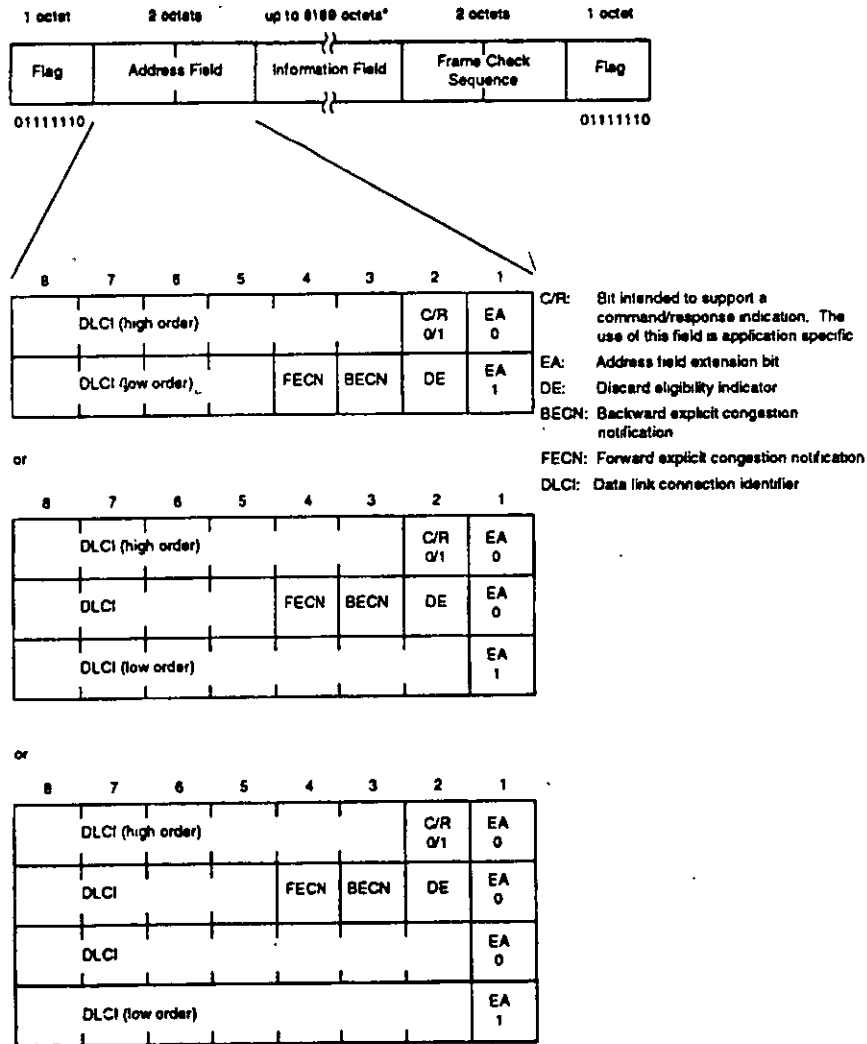 1 octet 2 octets up to 8189 octets* 2 octets 1 octet
Flag Address Field Information Field Frame Check Sequence Flag
01111110 01111110
8 7 6 5 4 3 2 1
DLCI (high order) C/R 0/1 EA 0
DLCI (low order) FECN BECN DE EA 1
C/R: Bit intended to support a
command/response indication. The
use of this field is application specific
EA: Address field extension bit
DE: Discard eligibility indicator
BECN: Backward explicit congestion
notification
FECN: Forward explicit congestion notification
DLCI: Data link connection identifier
or
8 7 6 5 4 3 2 1
DLCI (high order) C/R 0/1 EA 0
DLCI FECN BECN DE EA 0
DLCI (low order) EA 1
or
8 7 6 5 4 3 2 1
DLCI (high order) C/R 0/1 EA 0
DLCI FECN BECN DE EA 0
DLCI EA 0
DLCI (low order) EA 1